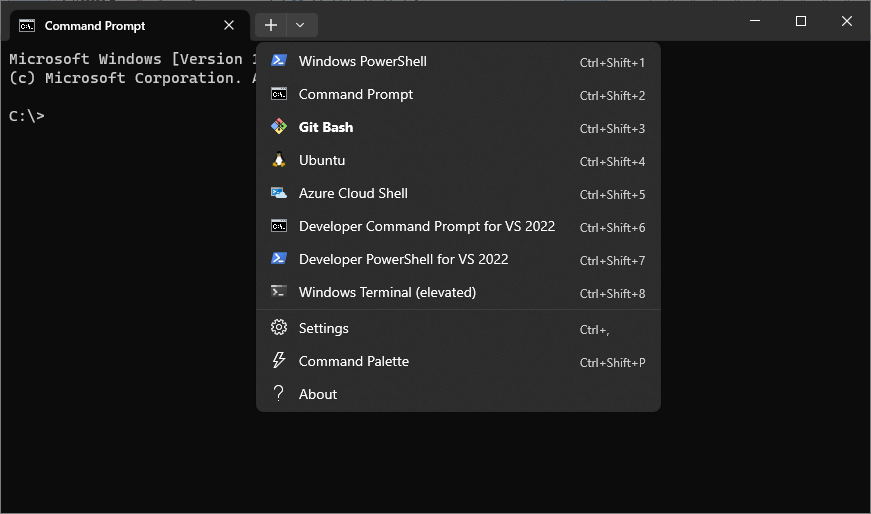 Command Prompt
Microsoft Windows [Version
(c) Microsoft Corporation.
C:\>
Windows PowerShell Ctrl+Shift+1
Command Prompt Ctrl+Shift+2
Git Bash Ctrl+Shift+3
Ubuntu Ctrl+Shift+4
Azure Cloud Shell Ctrl+Shift+5
Developer Command Prompt for VS 2022 Ctrl+Shift+6
Developer PowerShell for VS 2022 Ctrl+Shift+7
Windows Terminal (elevated) Ctrl+Shift+8
Settings Ctrl+,
Command Palette Ctrl+Shift+P
About